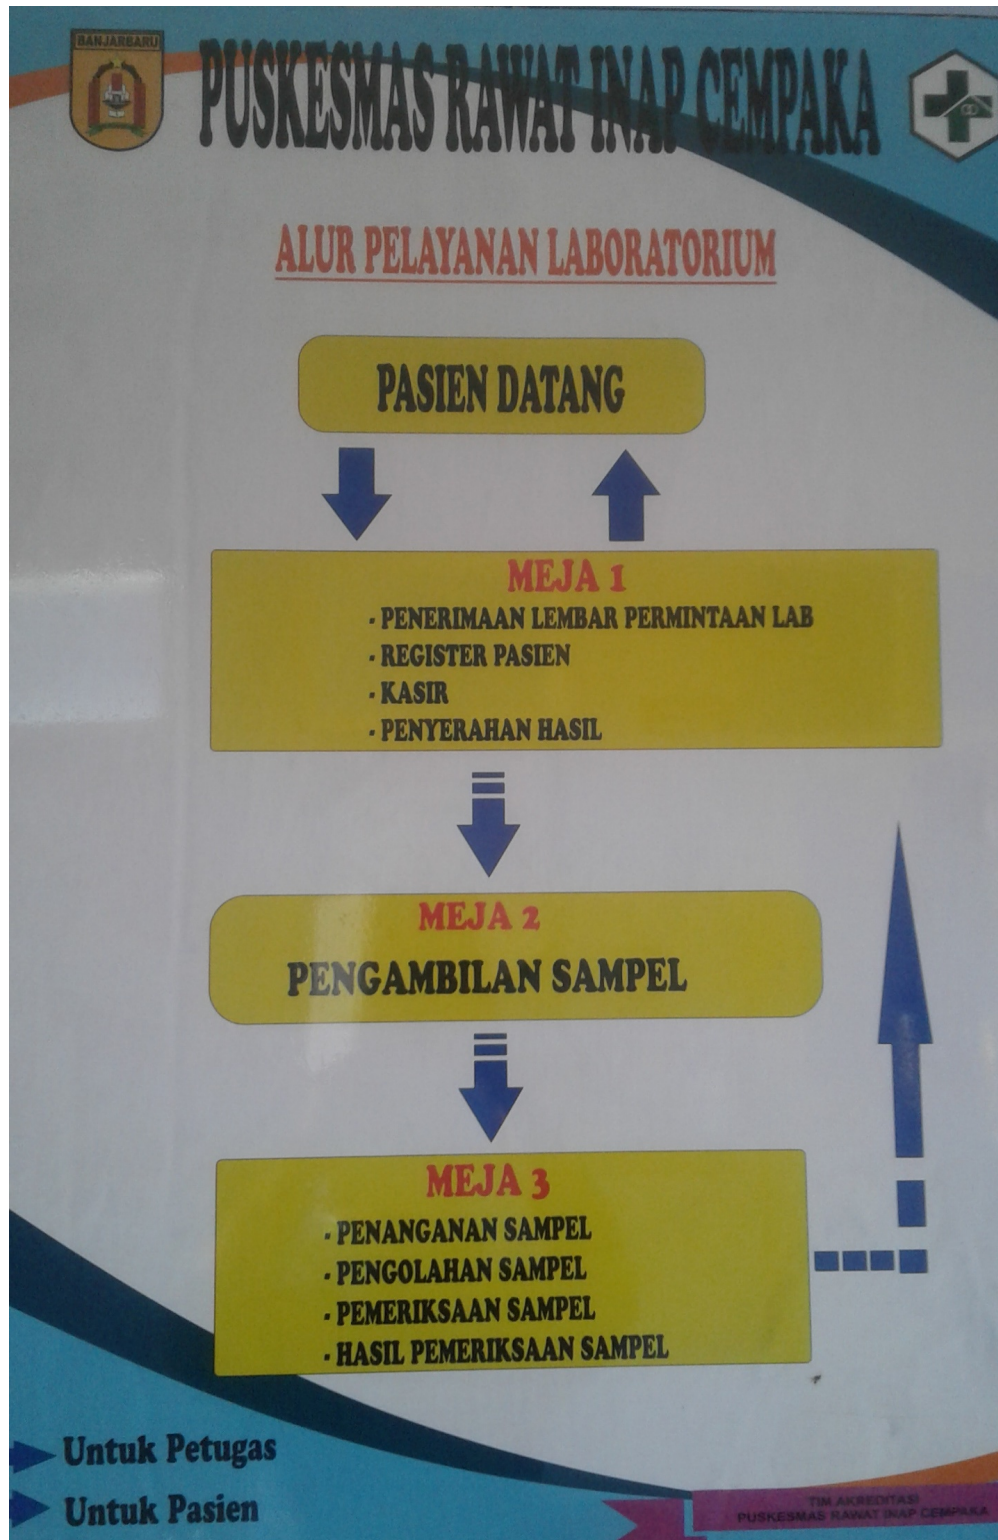 BANJARBARU
PUSKESMAS RAWAT INAP CEMPAKA
ALUR PELAYANAN LABORATORIUM
PASIEN DATANG
MEJA 1
- PENERIMAAN LEMBAR PERMINTAAN LAB
- REGISTER PASIEN
- KASIR
- PENYERAHAN HASIL
MEJA 2
PENGAMBILAN SAMPEL
MEJA 3
- PENANGANAN SAMPEL
- PENGOLAHAN SAMPEL
- PEMERIKSAAN SAMPEL
- HASIL PEMERIKSAAN SAMPEL
Untuk Petugas
Untuk Pasien
TIM AKREDITASI
PUSKESMAS RAWAT INAP CEMPAKA